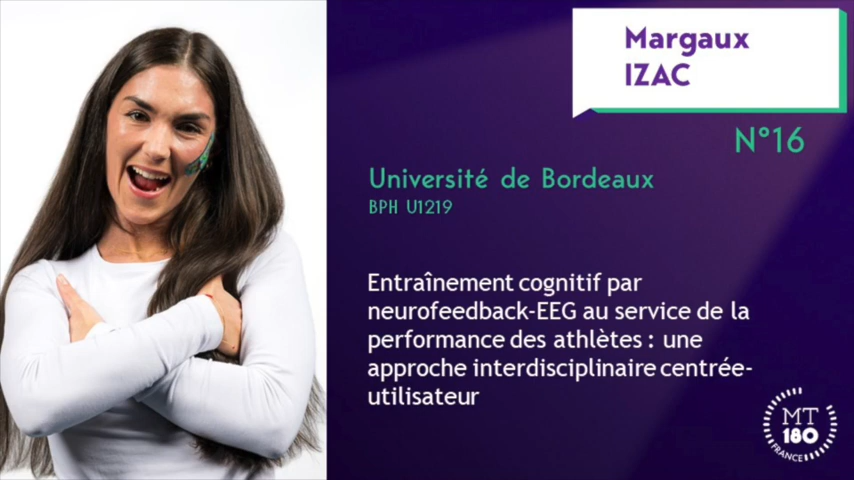 Margaux
IZAC
N°16
Université de Bordeaux
BPH U1219
Entraînement cognitif par
neurofeedback-EEG au service de la
performance des athlètes : une
approche interdisciplinaire centrée-
utilisateur
MT
180
FRANCE